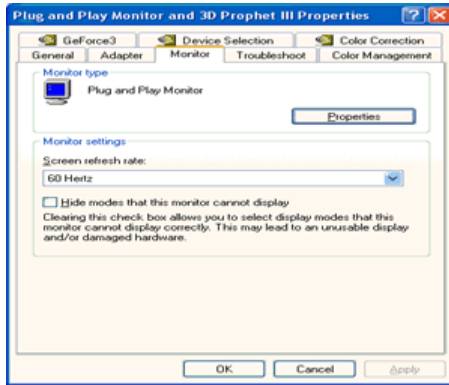 Plug and Play Monitor and 3D Prophet III Properties
GeForce3 Device Selection Color Correction
General Adapter Monitor Troubleshoot Color Management
Monitor type
Plug and Play Monitor
Properties
Monitor settings
Screen refresh rate:
60 Hertz
Hide modes that this monitor cannot display
Clearing this check box allows you to select display modes that this
monitor cannot display correctly. This may lead to an unusable display
and/or damaged hardware.
OK Cancel Apply